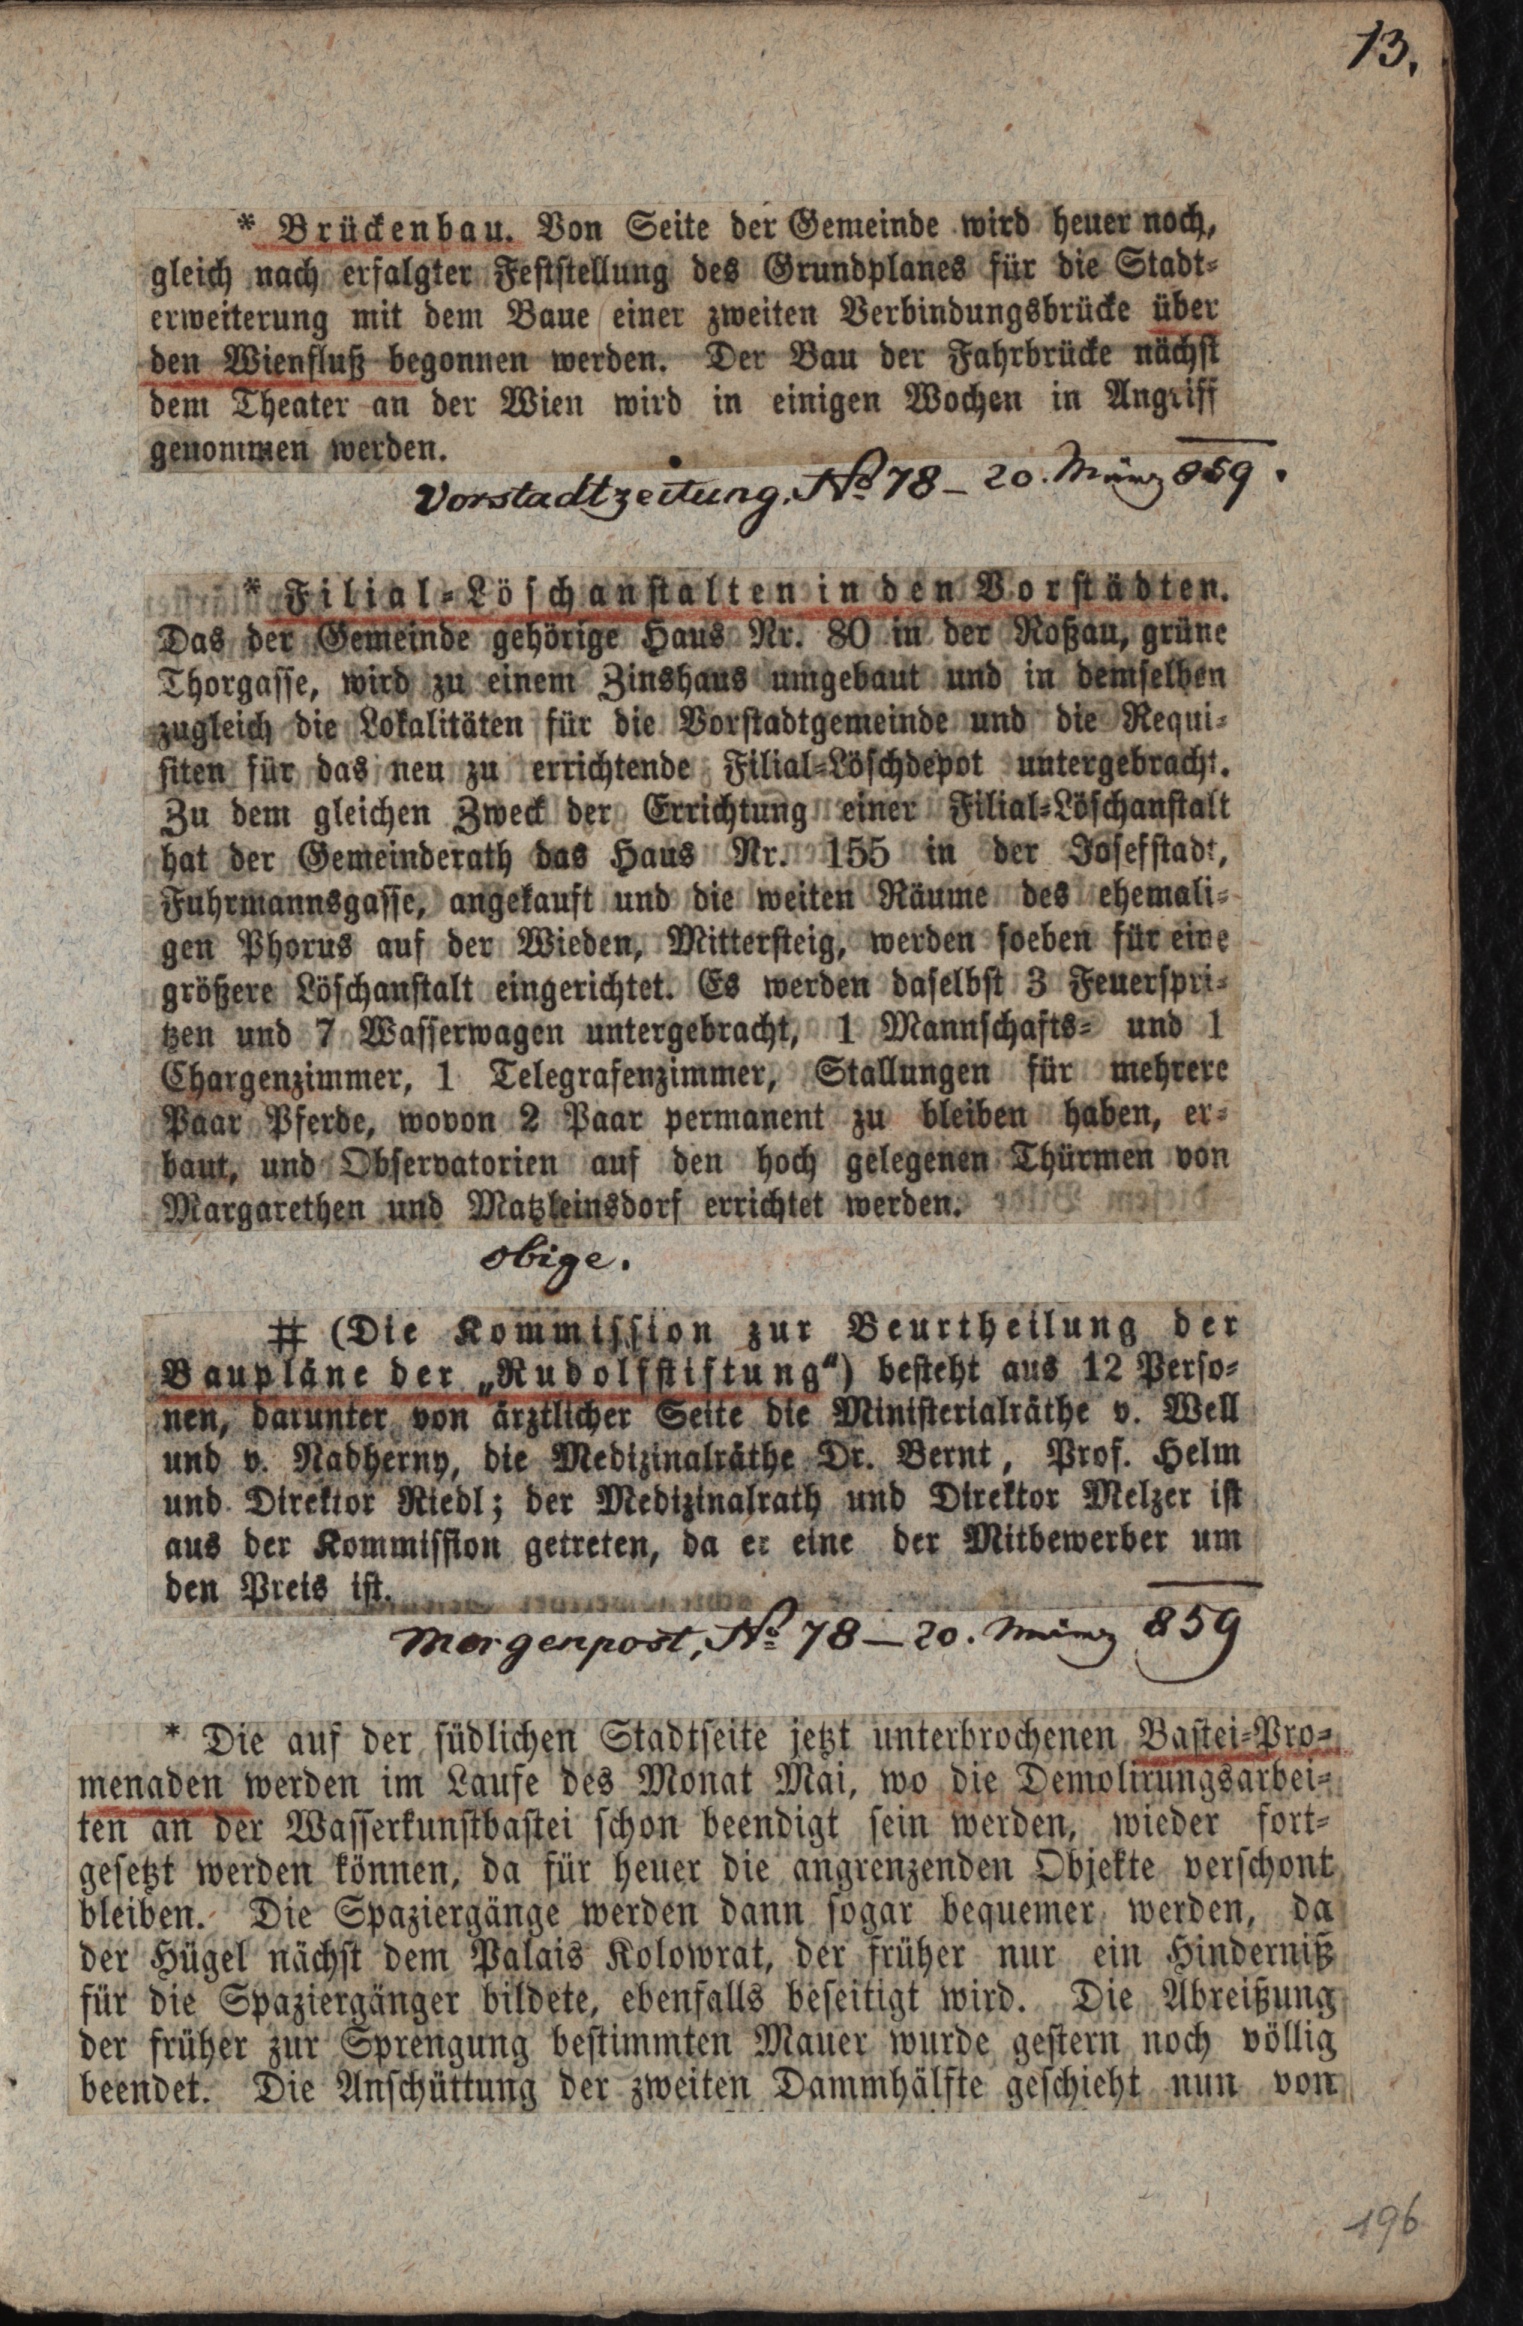 13.
* Brückenbau. Von Seite der Gemeinde wird heuer noch,
gleich nach erfalgter Feststellung des Grundplanes für die Stadt-
erweiterung mit dem Baue einer zweiten Verbindungsbrücke über
den Wienfluß begonnen werden. Der Bau der Fahrbrücke nächst
dem Theater an der Wien wird in einigen Wochen in Angriff
genommen werden.
Vorstadtzeitung, No 78 – 20. März 859.
* Filial-Löschanstalten in den Vorstädten.
Das der Gemeinde gehörige Haus Nr. 80 in der Roßau, grüne
Thorgasse, wird zu einem Zinshaus umgebaut und in demselben
zugleich die Lokalitäten für die Vorstadtgemeinde und die Requi-
siten für das neu zu errichtende Filial-Löschdepot untergebracht.
Zu dem gleichen Zweck der Errichtung einer Filial-Löschanstalt
hat der Gemeinderath das Haus Nr. 155 in der Josefstadt,
Fuhrmannsgasse, angekauft und die weiten Räume des ehemali-
gen Phorus auf der Wieden, Mittersteig, werden soeben für eine
größere Löschanstalt eingerichtet. Es werden daselbst 3 Feuerspri-
tzen und 7 Wasserwagen untergebracht, 1 Mannschafts- und 1
Chargenzimmer, 1 Telegrafenzimmer, Stallungen für mehrere
Paar Pferde, wovon 2 Paar permanent zu bleiben haben, er-
baut, und Observatorien auf den hoch gelegenen Thürmen von
Margarethen und Matzleinsdorf errichtet werden.
obige.
# (Die Kommission zur Beurtheilung der
Baupläne der „Rudolfstiftung“) besteht aus 12 Perso-
nen, darunter von ärztlicher Seite die Ministerialräthe v. Well
und v. Nadherny, die Medizinalräthe Dr. Bernt, Prof. Helm
und Direktor Riedl; der Medizinalrath und Direktor Melzer ist
aus der Kommission getreten, da er eine der Mitbewerber um
den Preis ist.
Morgenpost, No 78 – 20. März 859
* Die auf der südlichen Stadtseite jetzt unterbrochenen Bastei-Pro-
menaden werden im Laufe des Monat Mai, wo die Demolirungsarbei-
ten an der Wasserkunstbastei schon beendigt sein werden, wieder fort-
gesetzt werden können, da für heuer die angrenzenden Objekte verschont
bleiben. Die Spaziergänge werden dann sogar bequemer werden, da
der Hügel nächst dem Palais Kolowrat, der früher nur ein Hinderniß
für die Spaziergänger bildete, ebenfalls beseitigt wird. Die Abreißung
der früher zur Sprengung bestimmten Mauer wurde gestern noch völlig
beendet. Die Anschüttung der zweiten Dammhälfte geschieht nun von
196